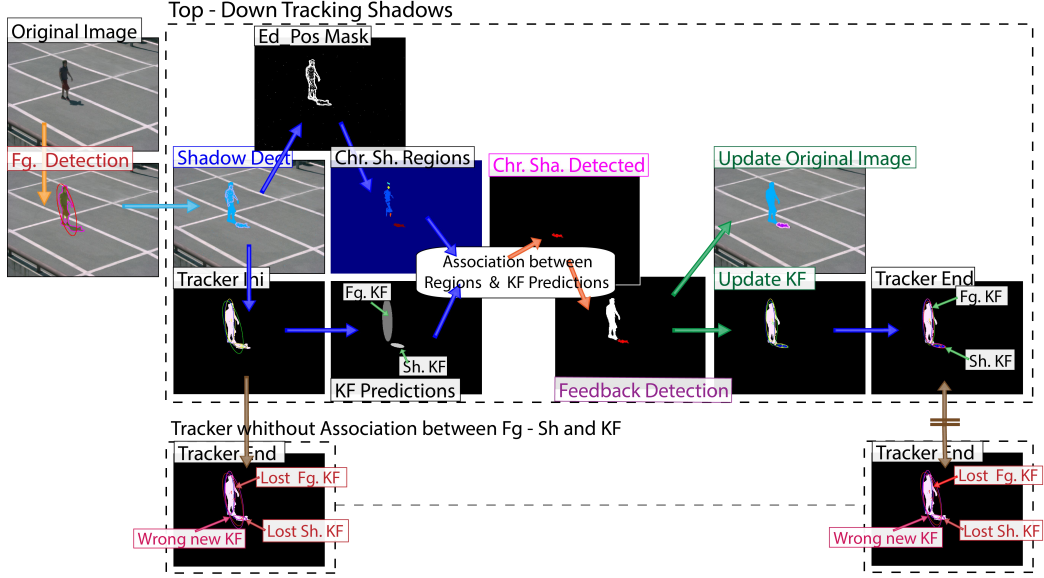 Top - Down Tracking Shadows
Original Image
Ed_Pos Mask
Fg. Detection
Shadow Dect
Chr. Sh. Regions
Chr. Sha. Detected
Update Original Image
Association between
Regions & KF Predictions
Tracker Ini
Fg. KF
Sh. KF
KF Predictions
Feedback Detection
Update KF
Tracker End
Fg. KF
Sh. KF
Tracker whithout Association between Fg - Sh and KF
Tracker End
Lost Fg. KF
Lost Sh. KF
Wrong new KF
Tracker End
Lost Fg. KF
Lost Sh. KF
Wrong new KF